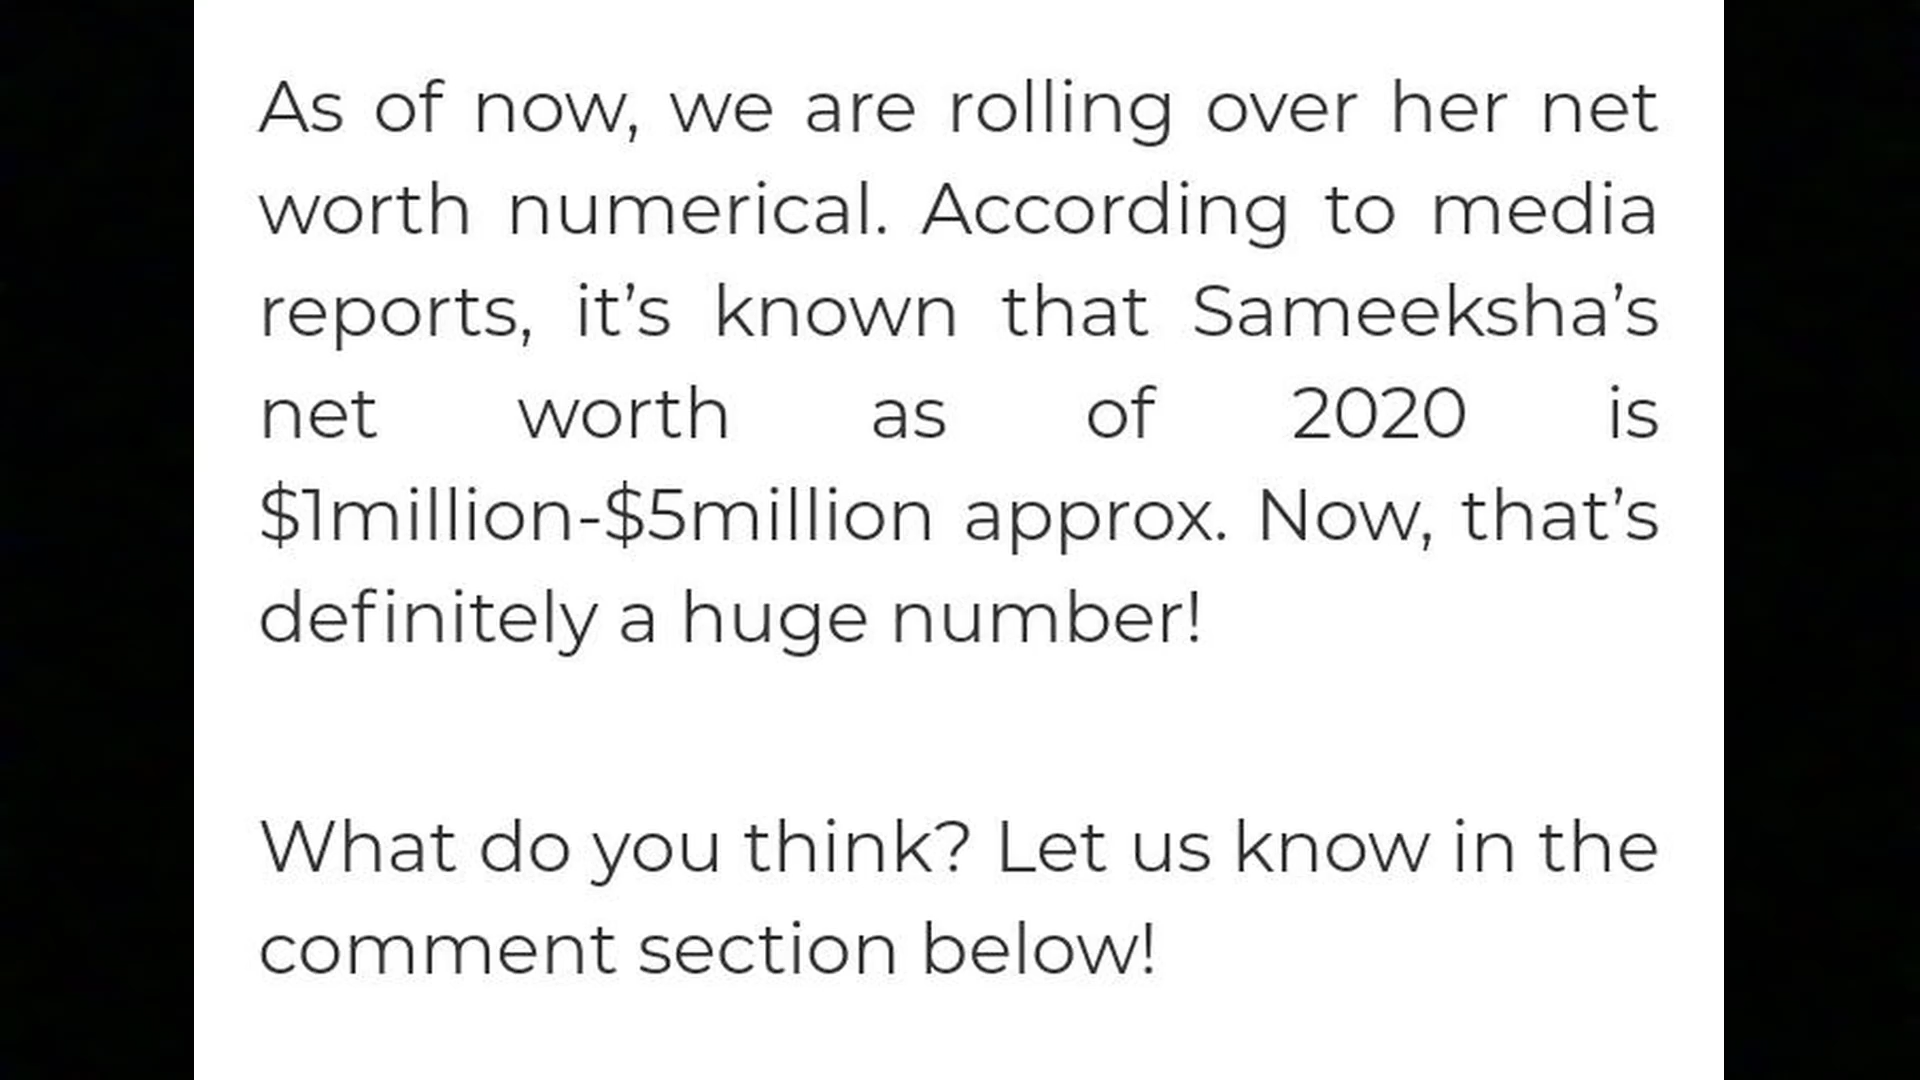 As of now, we are rolling over her net
worth numerical. According to media
reports, it’s known that Sameeksha’s
net worth as of 2020 is
$1million-$5million approx. Now, that’s
definitely a huge number!
What do you think? Let us know in the
comment section below!